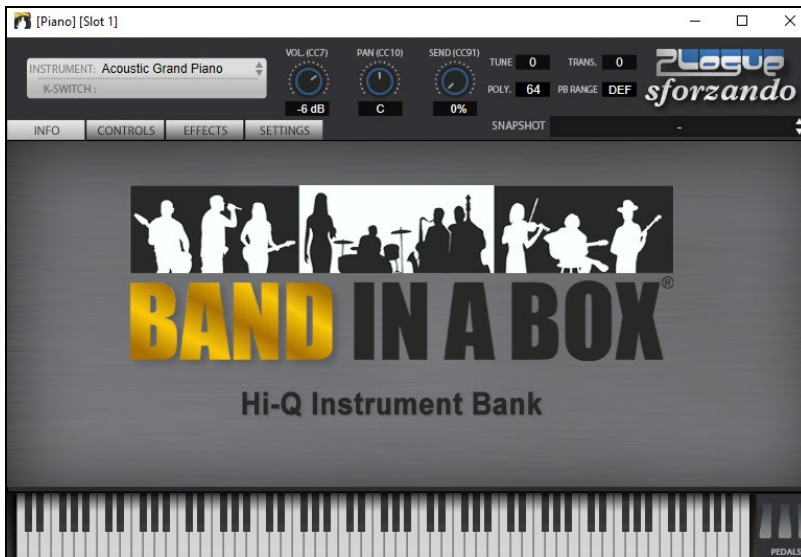 [Piano] [Slot 1]
INSTRUMENT: Acoustic Grand Piano
K-SWITCH :
VOL. (CC7)
-6 dB
PAN (CC10)
C
SEND (CC91)
0%
TUNE 0 TRANS. 0
POLY. 64 PB RANGE DEF
Plogue
sforzando
INFO CONTROLS EFFECTS SETTINGS
SNAPSHOT -
BAND IN A BOX®
Hi-Q Instrument Bank
PEDALS